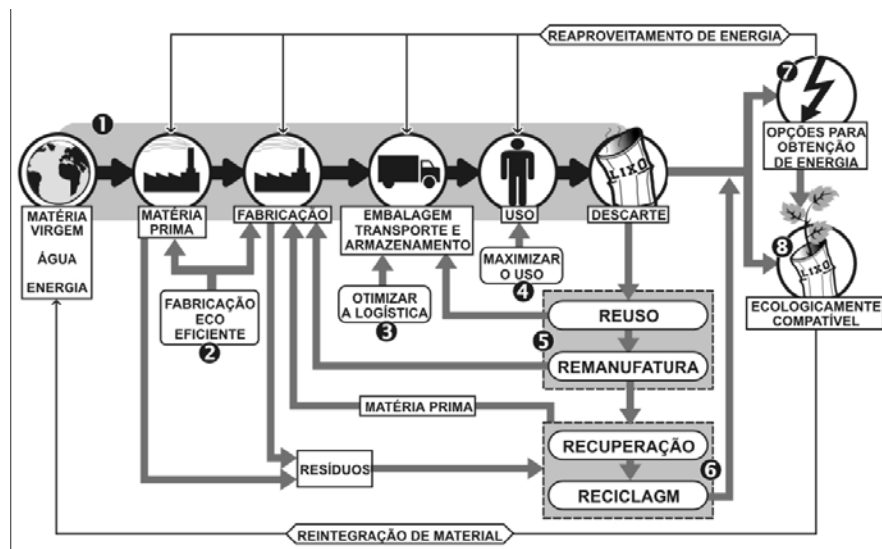 REAPROVEITAMENTO DE ENERGIA
1
7
LIXO
OPÇÕES PARA
OBTENÇÃO
DE ENERGIA
MATÉRIA
VIRGEM
ÁGUA
ENERGIA
MATÉRIA
PRIMA
FABRICAÇÃO
EMBALAGEM
TRANSPORTE E
ARMAZENAMENTO
USO
DESCARTE
8
LIXO
ECOLOGICAMENTE
COMPATÍVEL
FABRICAÇÃO
ECO
EFICIENTE
2
OTIMIZAR
A LOGÍSTICA
3
MAXIMIZAR
O USO
4
REUSO
5
REMANUFATURA
MATÉRIA PRIMA
RECUPERAÇÃO
6
RECICLAGM
RESÍDUOS
REINTEGRAÇÃO DE MATERIAL